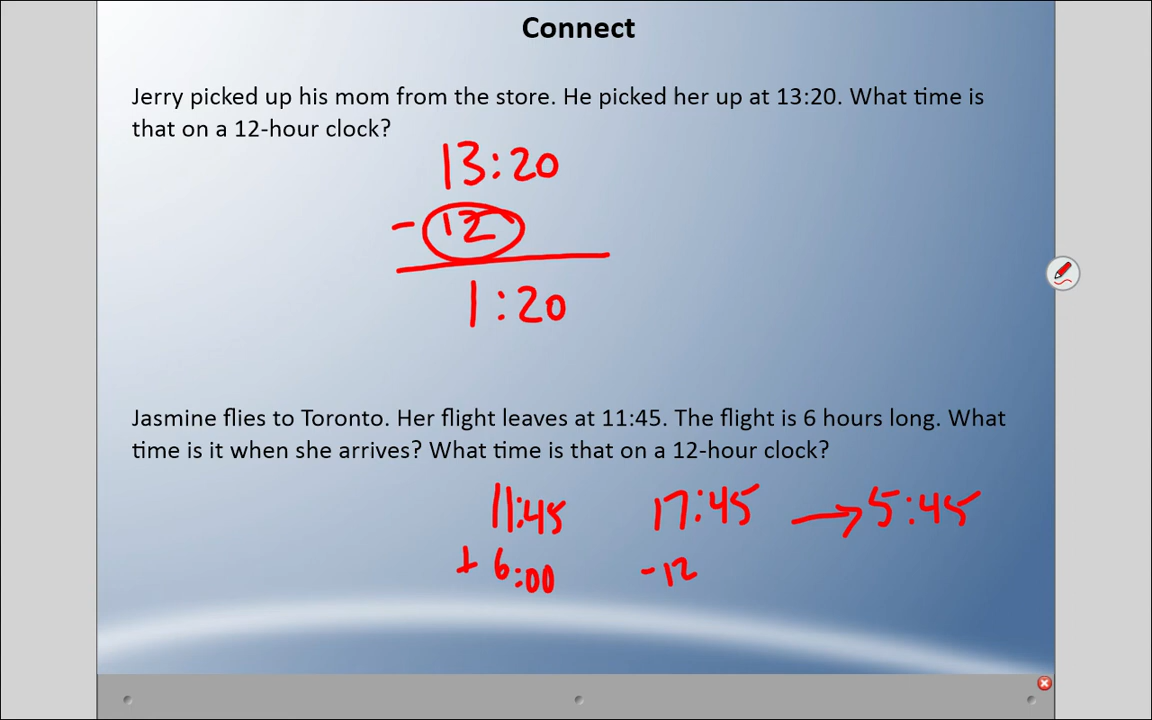 Connect
Jerry picked up his mom from the store. He picked her up at 13:20. What time is
that on a 12-hour clock?
13:20
- 12
1:20
Jasmine flies to Toronto. Her flight leaves at 11:45. The flight is 6 hours long. What
time is it when she arrives? What time is that on a 12-hour clock?
11:45 17:45 → 5:45
+ 6:00 -12